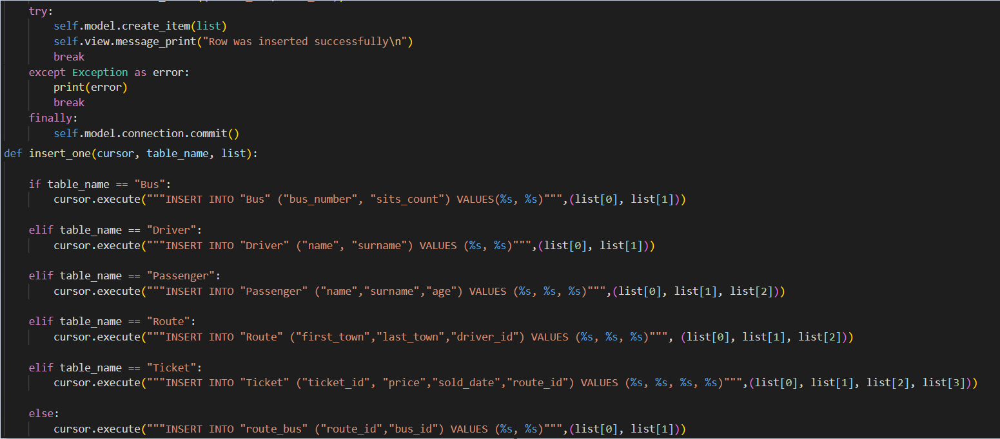 try:
self.model.create_item(list)
self.view.message_print("Row was inserted successfully\n")
break
except Exception as error:
print(error)
break
finally:
self.model.connection.commit()
def insert_one(cursor, table_name, list):
if table_name == "Bus":
cursor.execute("""INSERT INTO "Bus" ("bus_number", "sits_count") VALUES(%s, %s)""",(list[0], list[1]))
elif table_name == "Driver":
cursor.execute("""INSERT INTO "Driver" ("name", "surname") VALUES (%s, %s)""",(list[0], list[1]))
elif table_name == "Passenger":
cursor.execute("""INSERT INTO "Passenger" ("name","surname","age") VALUES (%s, %s, %s)""",(list[0], list[1], list[2]))
elif table_name == "Route":
cursor.execute("""INSERT INTO "Route" ("first_town","last_town","driver_id") VALUES (%s, %s, %s)""", (list[0], list[1], list[2]))
elif table_name == "Ticket":
cursor.execute("""INSERT INTO "Ticket" ("ticket_id", "price","sold_date","route_id") VALUES (%s, %s, %s, %s)""",(list[0], list[1], list[2], list[3]))
else:
cursor.execute("""INSERT INTO "route_bus" ("route_id","bus_id") VALUES (%s, %s)""",(list[0], list[1]))